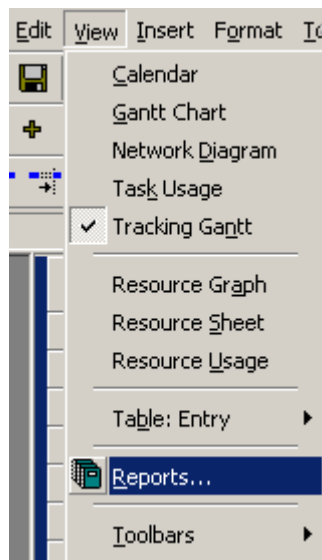 Edit View Insert Format
Calendar
Gantt Chart
Network Diagram
Task Usage
Tracking Gantt
Resource Graph
Resource Sheet
Resource Usage
Table: Entry
Reports...
Toolbars